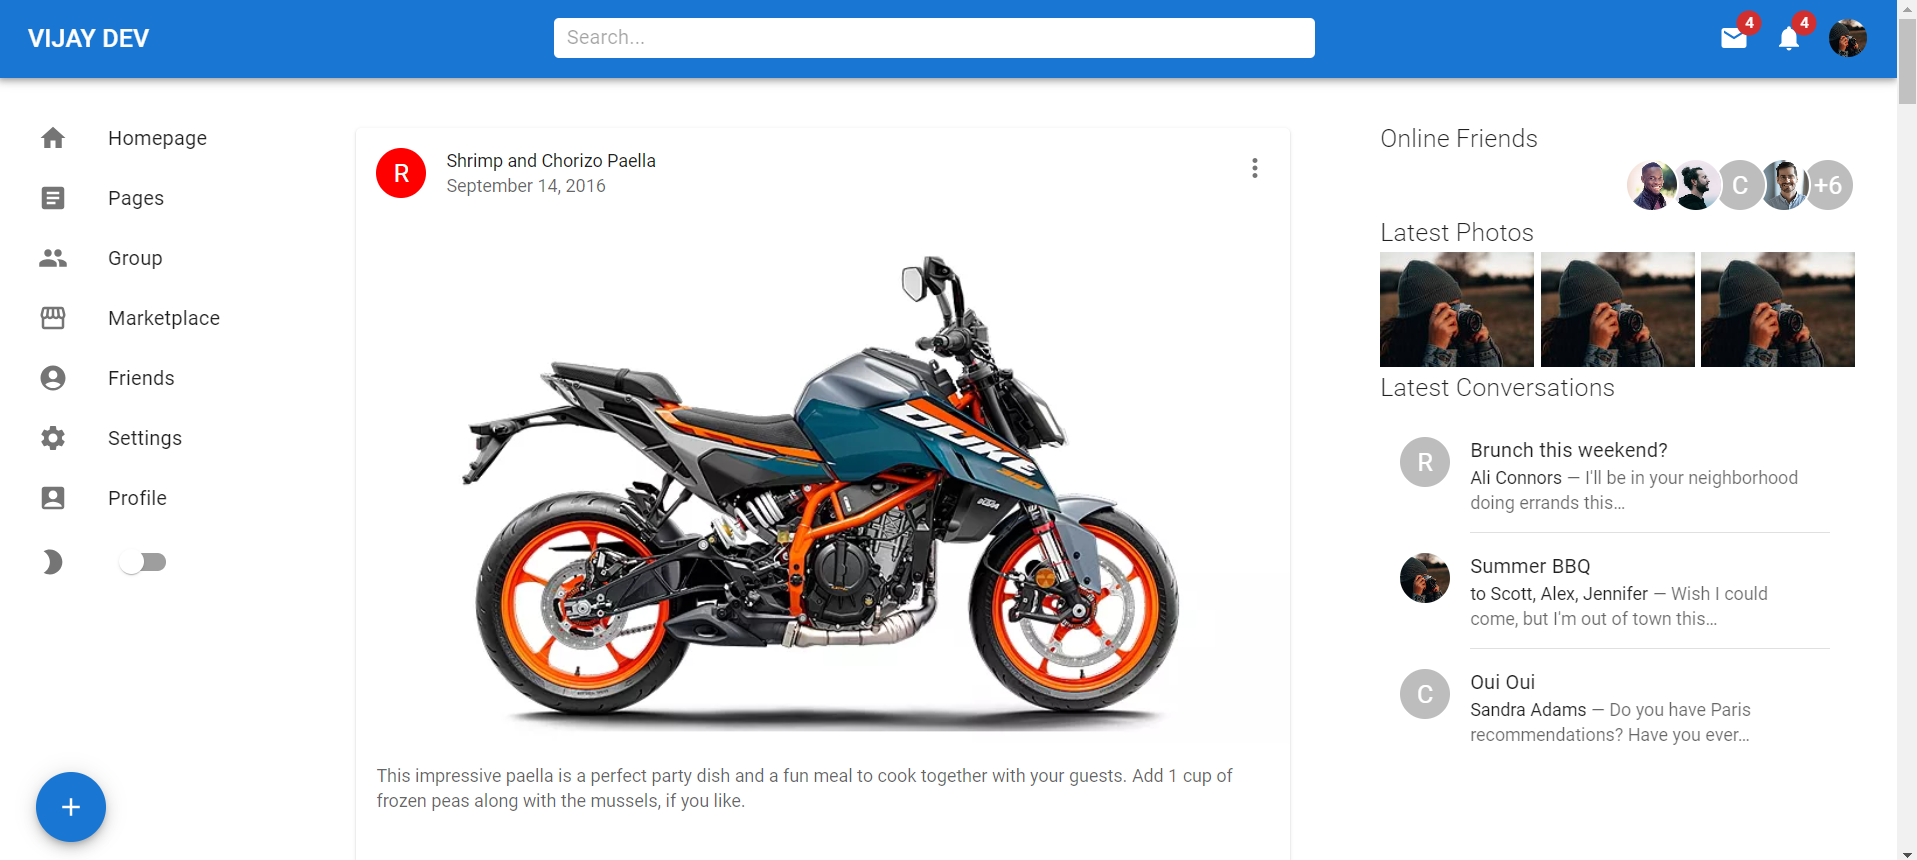 VIJAY DEV
Search...
4
4
Homepage
Pages
Group
Marketplace
Friends
Settings
Profile
+
R
Shrimp and Chorizo Paella
September 14, 2016
DUKE
390
KTM
This impressive paella is a perfect party dish and a fun meal to cook together with your guests. Add 1 cup of
frozen peas along with the mussels, if you like.
Online Friends
C
+6
Latest Photos
Latest Conversations
R
Brunch this weekend?
Ali Connors — I'll be in your neighborhood
doing errands this…
Summer BBQ
to Scott, Alex, Jennifer — Wish I could
come, but I'm out of town this…
C
Oui Oui
Sandra Adams — Do you have Paris
recommendations? Have you ever…